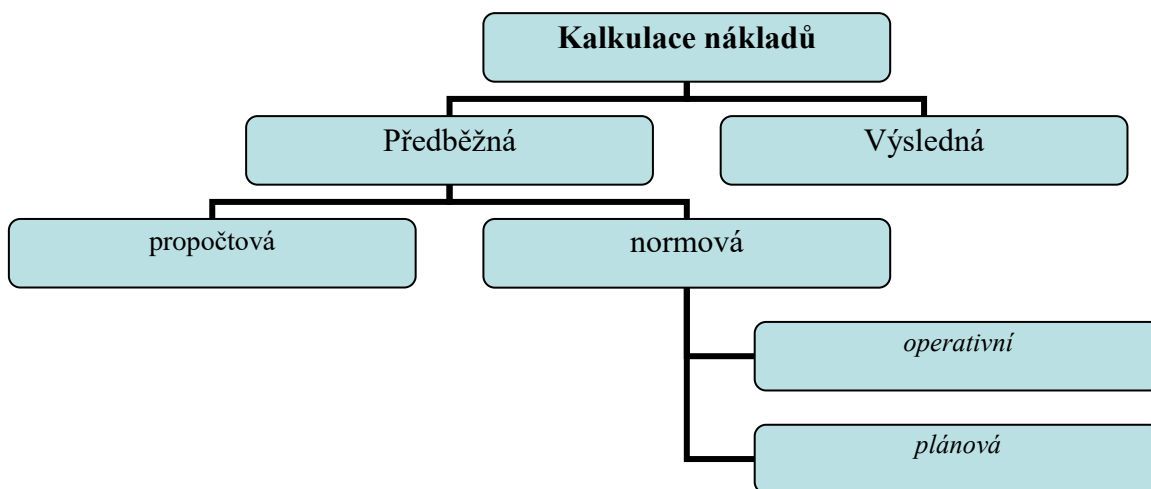 Kalkulace nákladů
Předběžná
Výsledná
propočtová
normová
operativní
plánová